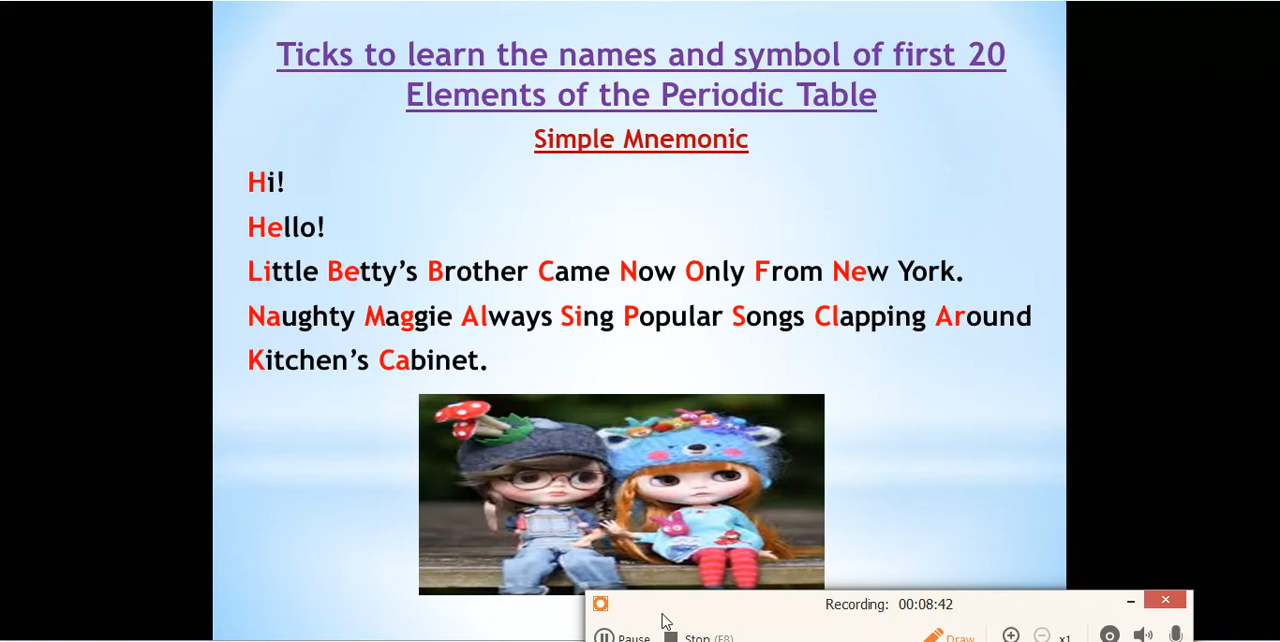 Ticks to learn the names and symbol of first 20
Elements of the Periodic Table
Simple Mnemonic
Hi!
Hello!
Little Betty’s Brother Came Now Only From New York.
Naughty Maggie Always Sing Popular Songs Clapping Around
Kitchen’s Cabinet.
Recording: 00:08:42
Pause Stop (F8) Draw x1